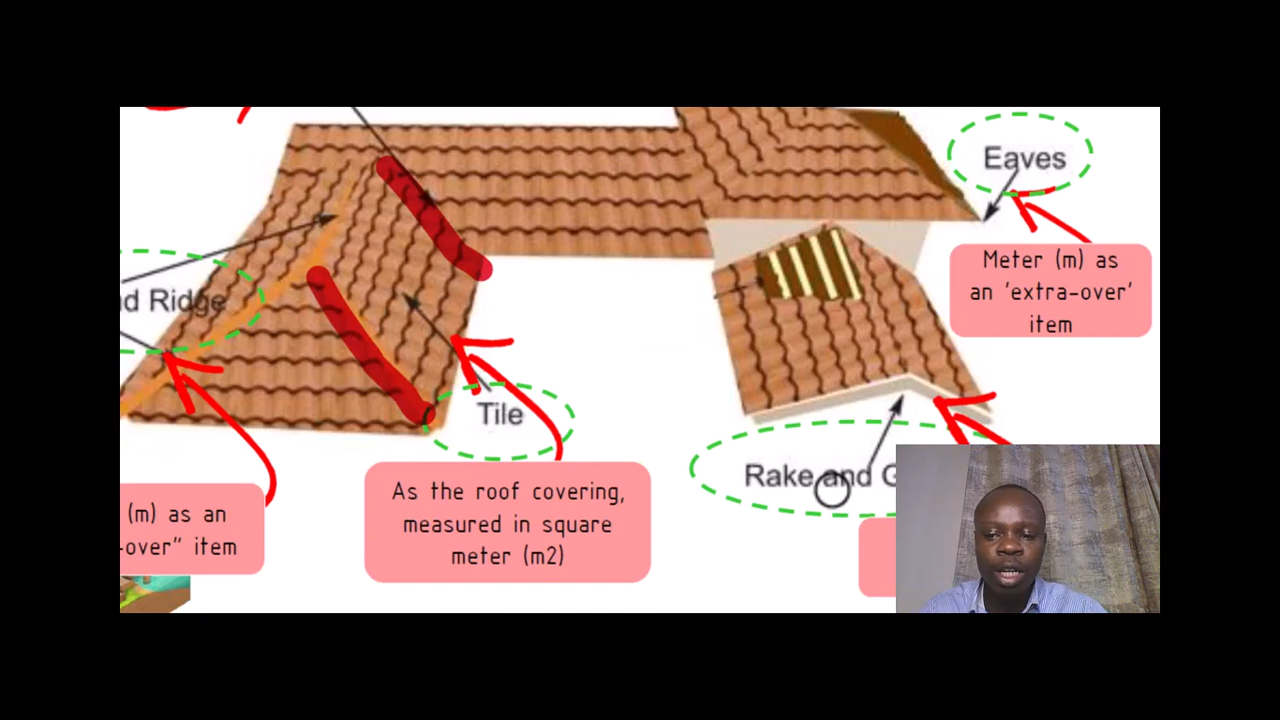 Eaves
Meter (m) as
an 'extra-over'
item
nd Ridge
Tile
Rake and G
As the roof covering,
measured in square
meter (m2)
(m) as an
-over" item